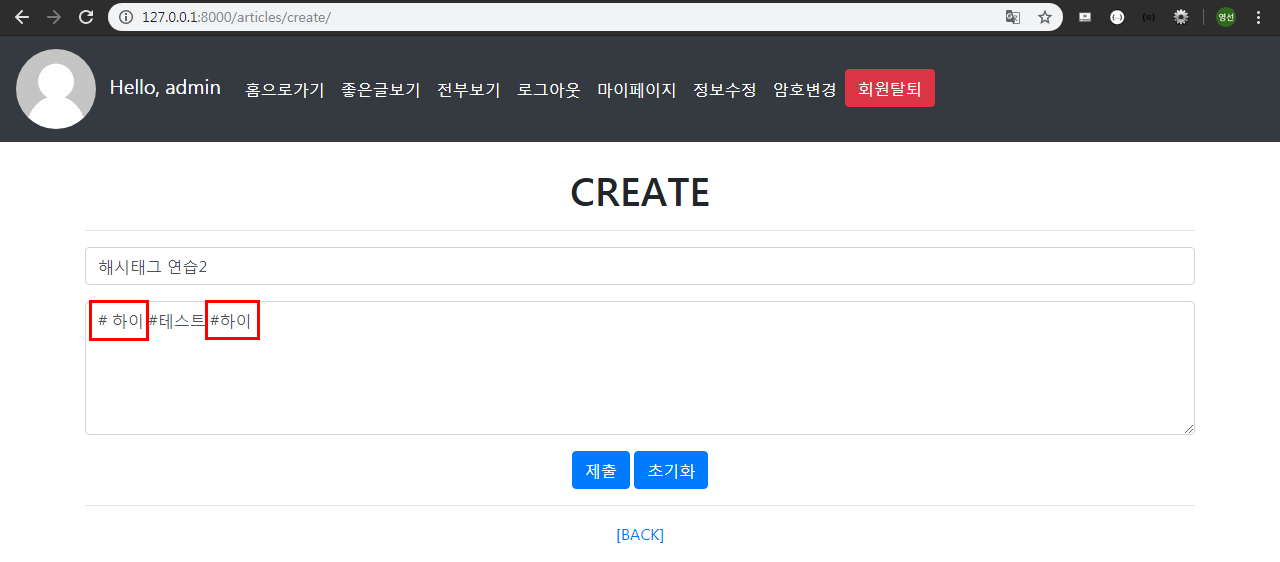 127.0.0.1:8000/articles/create/
영선
Hello, admin 홈으로가기 좋은글보기 전부보기 로그아웃 마이페이지 정보수정 암호변경 회원탈퇴
CREATE
해시태그 연습2
# 하이 #테스트 #하이
제출 초기화
[BACK]